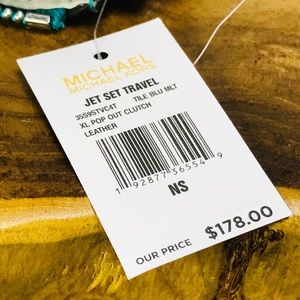 MICHAEL
MICHAEL KORS
JET SET TRAVEL
35S9STVC4T TILE BLU MLT
XL POP OUT CLUTCH
LEATHER
1 92877 36554 9
NS
OUR PRICE $178.00